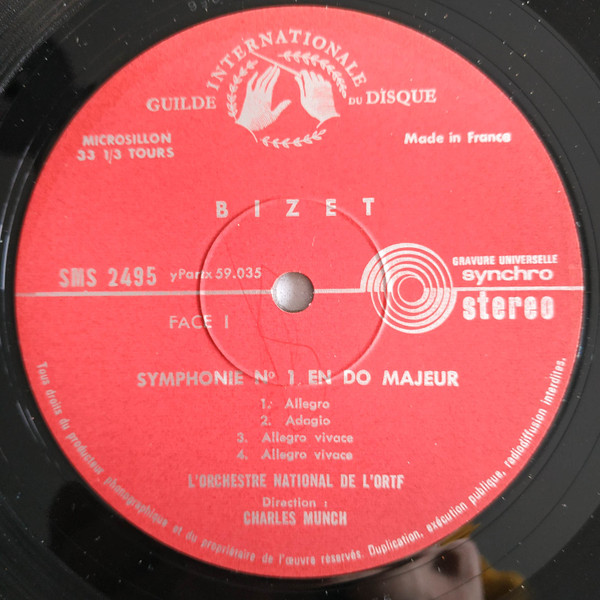 GUILDE INTERNATIONALE DU DISQUE
MICROSILLON
33 1/3 TOURS
Made in France
BIZET
SMS 2495 yPartx 59.035
GRAVURE UNIVERSELLE
synchro
stereo
FACE I
SYMPHONIE Nº 1 EN DO MAJEUR
1. Allegro
2. Adagio
3. Allegro vivace
4. Allegro vivace
L'ORCHESTRE NATIONAL DE L'ORTF
Direction :
CHARLES MUNCH
Tous droits du producteur phonographique et du propriétaire de l'œuvre réservés. Duplication, exécution publique, radiodiffusion interdites.